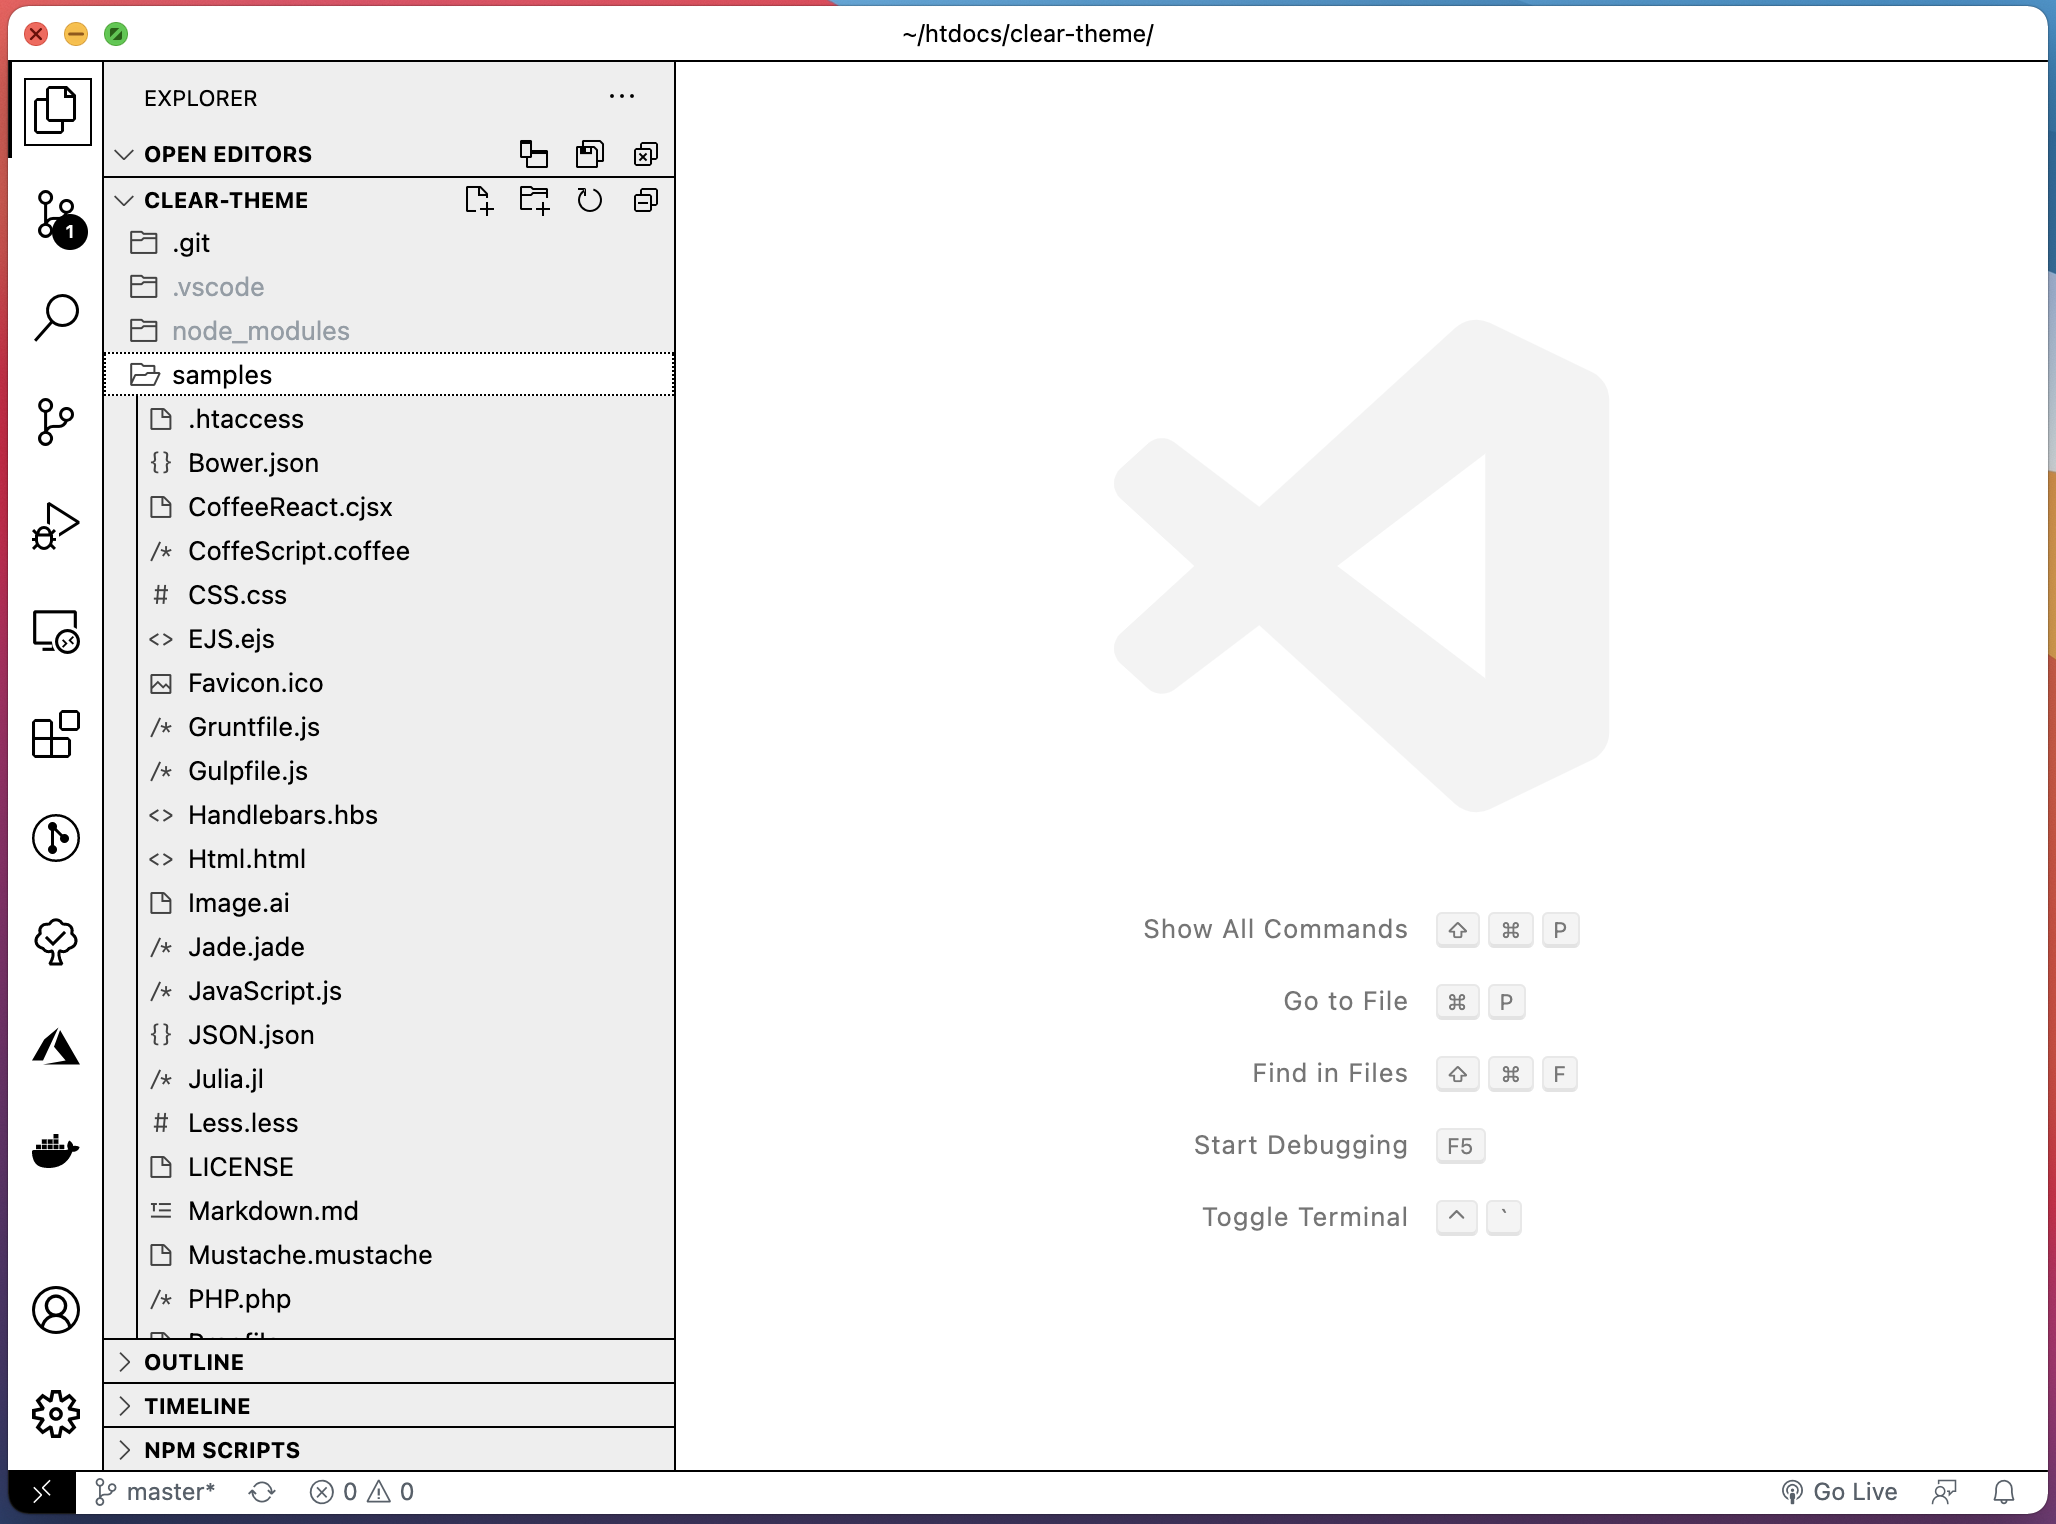 ~/htdocs/clear-theme/
EXPLORER
OPEN EDITORS
CLEAR-THEME
1
.git
.vscode
node_modules
samples
.htaccess
{} Bower.json
CoffeeReact.cjsx
/* CoffeScript.coffee
# CSS.css
<> EJS.ejs
Favicon.ico
/* Gruntfile.js
/* Gulpfile.js
<> Handlebars.hbs
<> Html.html
Image.ai
/* Jade.jade
/* JavaScript.js
{} JSON.json
/* Julia.jl
# Less.less
LICENSE
Markdown.md
Mustache.mustache
/* PHP.php
OUTLINE
TIMELINE
NPM SCRIPTS
Show All Commands ⇧ ⌘ P
Go to File ⌘ P
Find in Files ⇧ ⌘ F
Start Debugging F5
Toggle Terminal ^ `
master* 0 0 Go Live